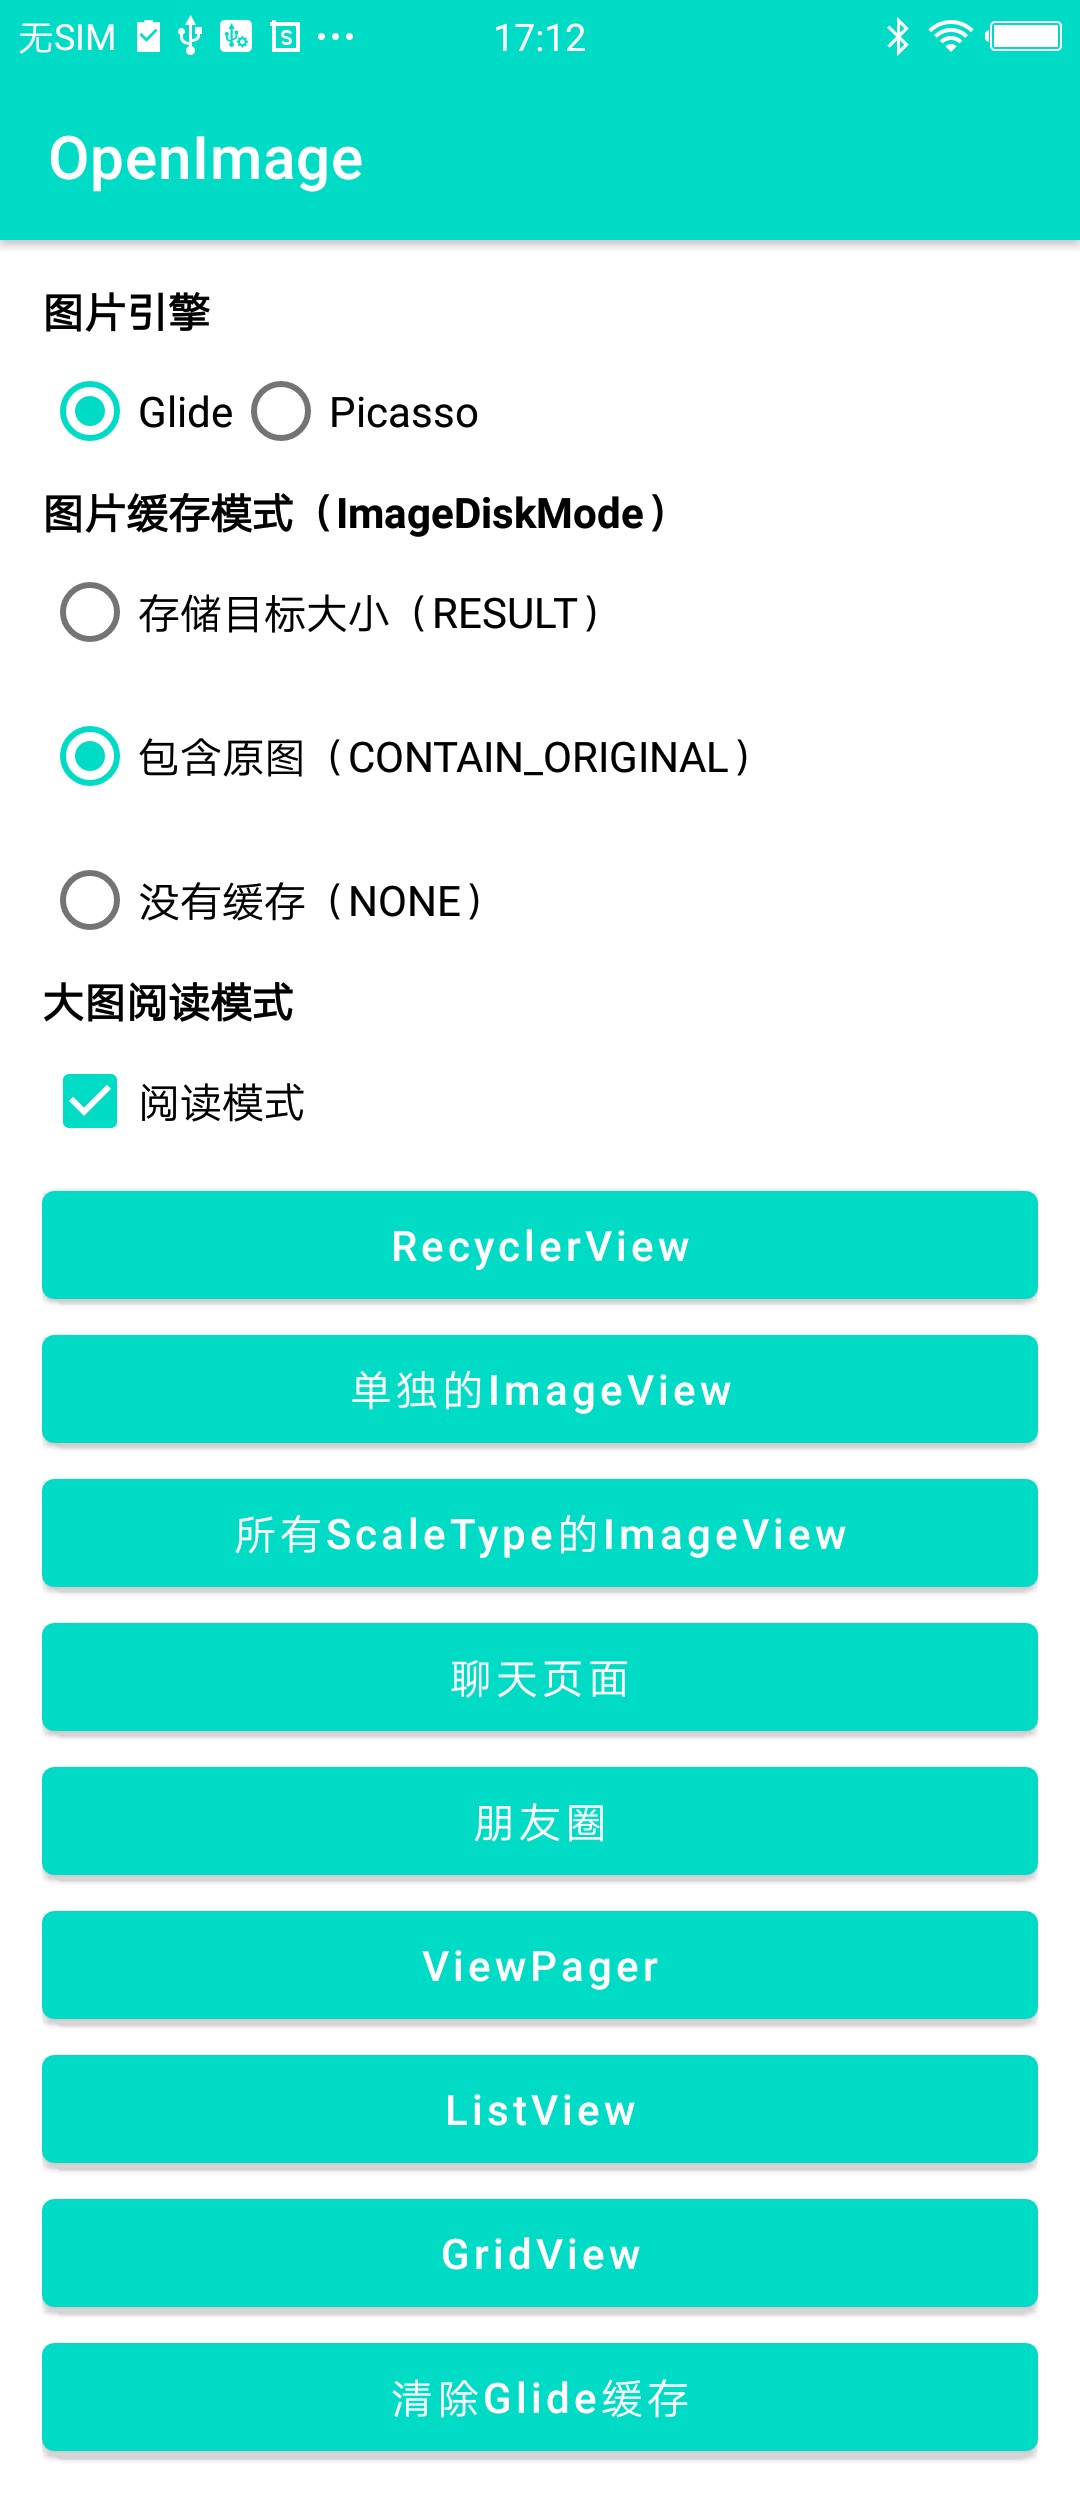 无SIM 17:12
OpenImage
图片引擎
Glide Picasso
图片缓存模式（ImageDiskMode）
存储目标大小（RESULT）
包含原图（CONTAIN_ORIGINAL）
没有缓存（NONE）
大图阅读模式
阅读模式
RecyclerView
单独的ImageView
所有ScaleType的ImageView
聊天页面
朋友圈
ViewPager
ListView
GridView
清除Glide缓存